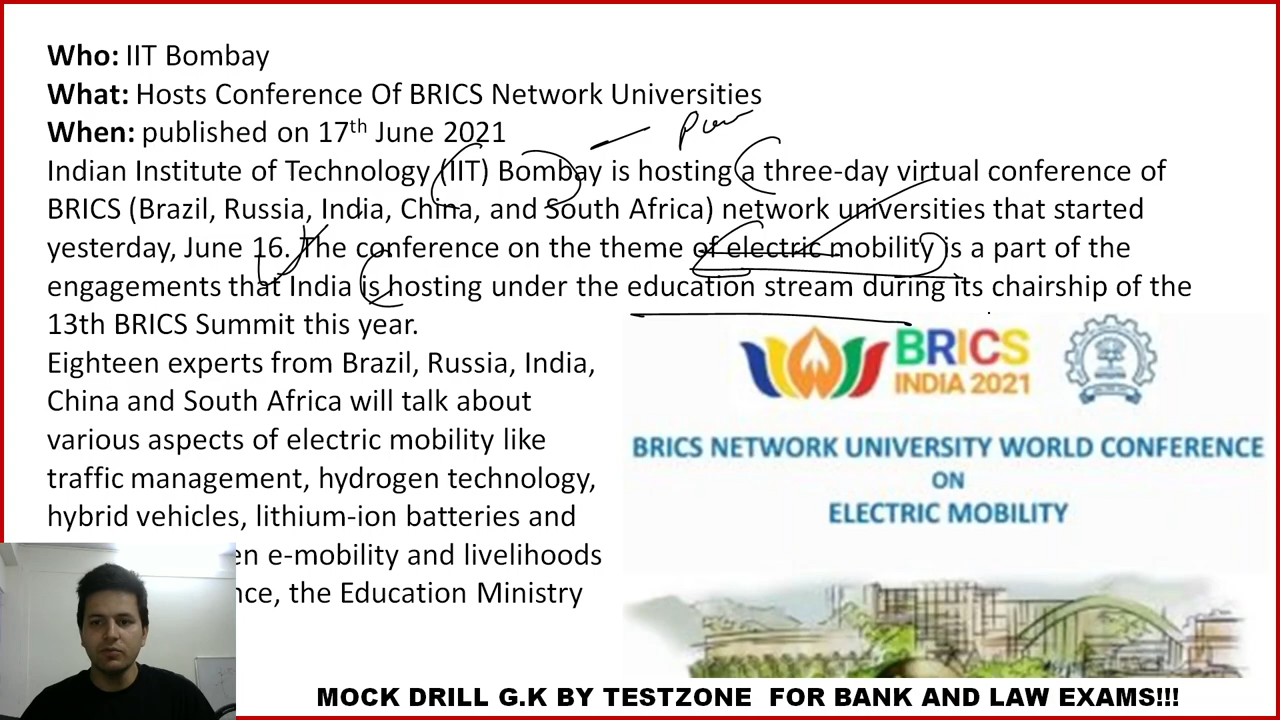 Who: IIT Bombay
What: Hosts Conference Of BRICS Network Universities
When: published on 17th June 2021
Indian Institute of Technology (IIT) Bombay is hosting a three-day virtual conference of
BRICS (Brazil, Russia, India, China, and South Africa) network universities that started
yesterday, June 16. The conference on the theme of electric mobility is a part of the
engagements that India is hosting under the education stream during its chairship of the
13th BRICS Summit this year.
Eighteen experts from Brazil, Russia, India,
China and South Africa will talk about
various aspects of electric mobility like
traffic management, hydrogen technology,
hybrid vehicles, lithium-ion batteries and
en e-mobility and livelihoods
nce, the Education Ministry
BRICS
INDIA 2021
BRICS NETWORK UNIVERSITY WORLD CONFERENCE
ON
ELECTRIC MOBILITY
MOCK DRILL G.K BY TESTZONE FOR BANK AND LAW EXAMS!!!